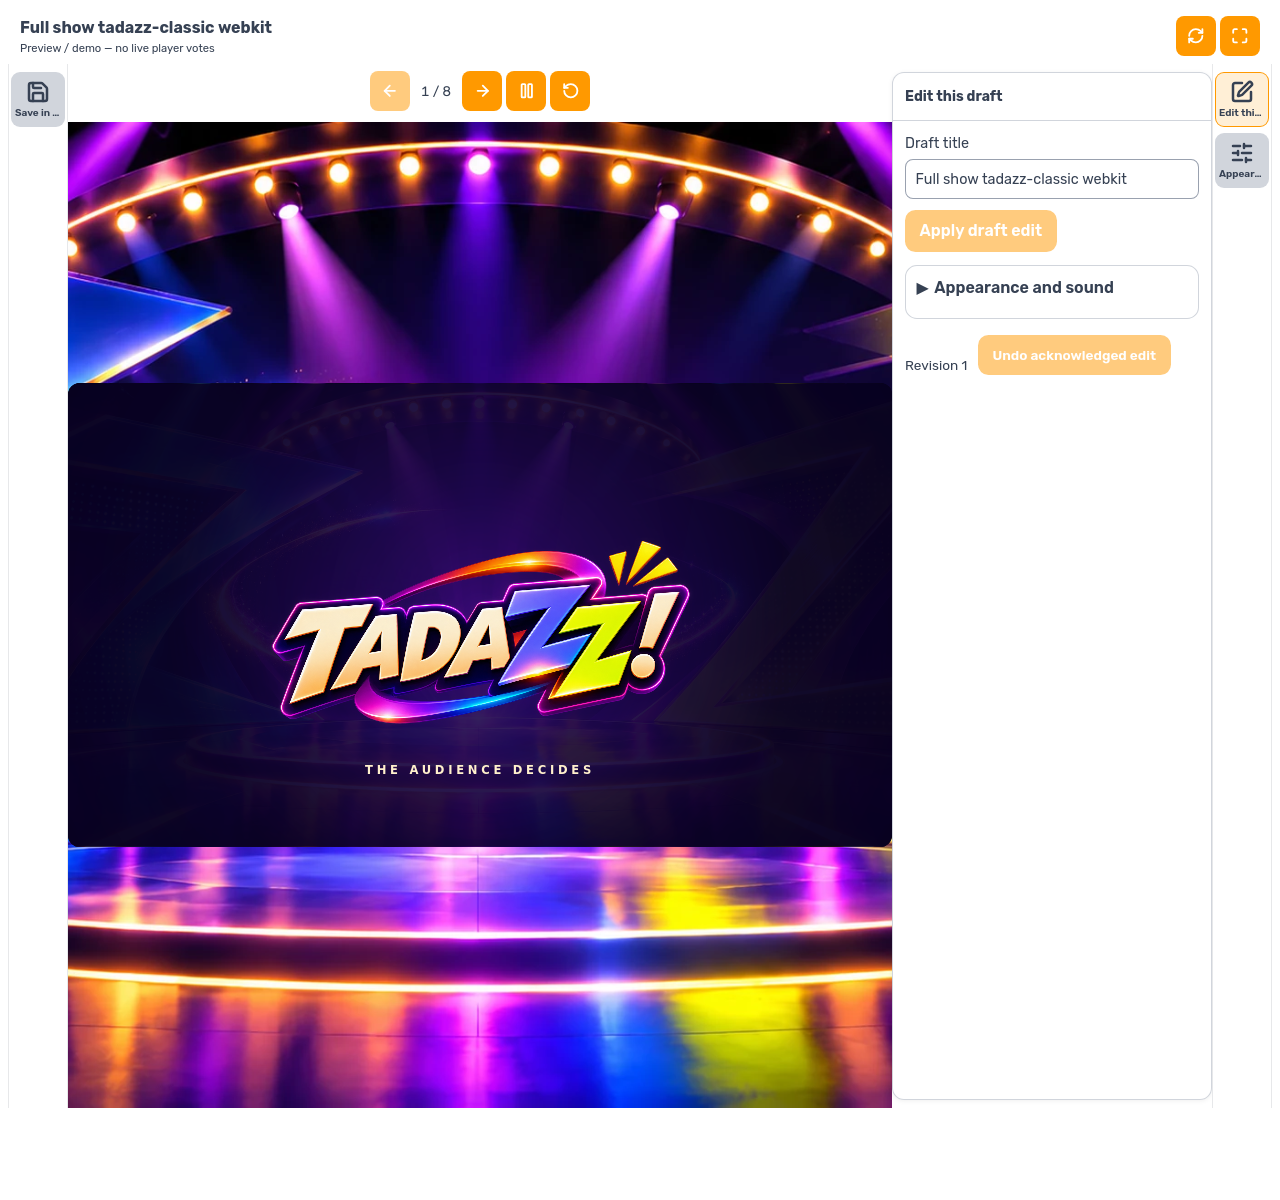 Full show tadazz-classic webkit
Preview / demo – no live player votes
Save in ...
1 / 8
Edit this draft
Draft title
Full show tadazz-classic webkit
Apply draft edit
▶ Appearance and sound
Revision 1
Undo acknowledged edit
Edit thi...
Appear...
TADAZZ!
THE AUDIENCE DECIDES